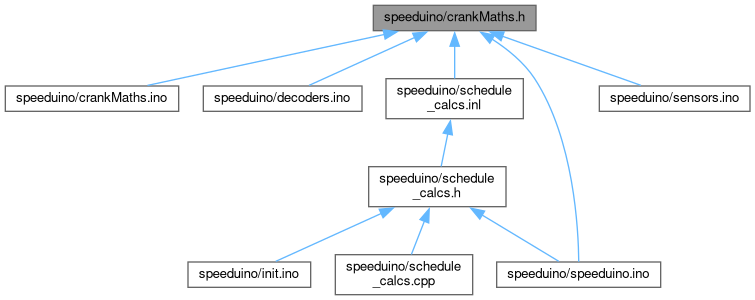 speeduino/crankMaths.h
speeduino/crankMaths.ino
speeduino/decoders.ino
speeduino/schedule
_calcs.inl
speeduino/sensors.ino
speeduino/schedule
_calcs.h
speeduino/init.ino
speeduino/schedule
_calcs.cpp
speeduino/speeduino.ino